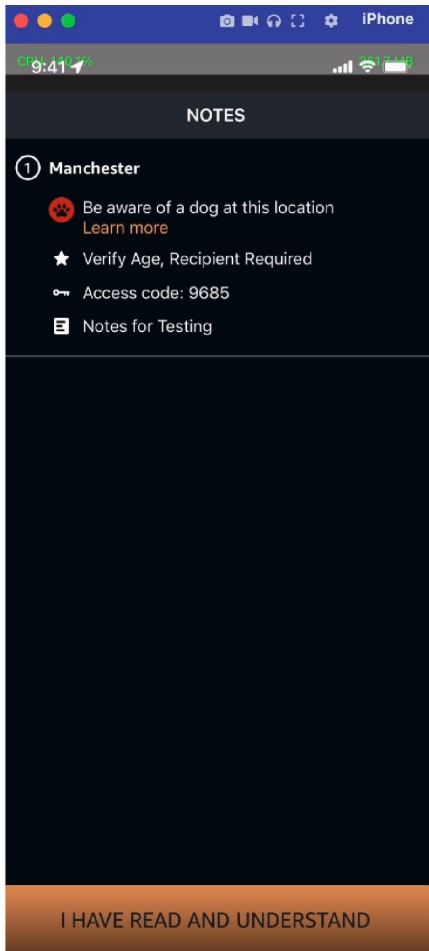 iPhone
9:41
NOTES
1 Manchester
Be aware of a dog at this location
Learn more
Verify Age, Recipient Required
Access code: 9685
Notes for Testing
I HAVE READ AND UNDERSTAND